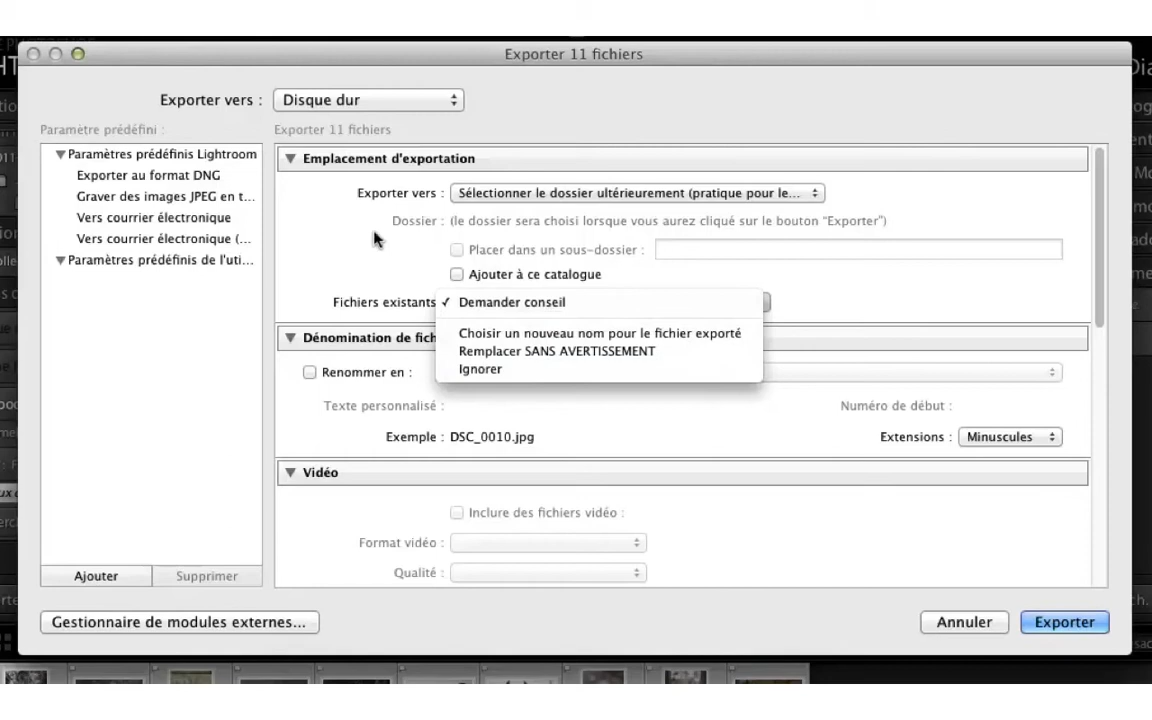 Exporter 11 fichiers
Exporter vers : Disque dur
Paramètre prédéfini :
Exporter 11 fichiers
Paramètres prédéfinis Lightroom
Exporter au format DNG
Graver des images JPEG en t...
Vers courrier électronique
Vers courrier électronique (...
Paramètres prédéfinis de l'uti...
Ajouter
Supprimer
Emplacement d'exportation
Exporter vers : Sélectionner le dossier ultérieurement (pratique pour le...
Dossier : (le dossier sera choisi lorsque vous aurez cliqué sur le bouton “Exporter”)
Placer dans un sous-dossier :
Ajouter à ce catalogue
Fichiers existants ✓ Demander conseil
Choisir un nouveau nom pour le fichier exporté
Remplacer SANS AVERTISSEMENT
Ignorer
Dénomination de fich
Renommer en :
Texte personnalisé :
Numéro de début :
Exemple : DSC_0010.jpg
Extensions : Minuscules
Vidéo
Inclure des fichiers vidéo :
Format vidéo :
Qualité :
Gestionnaire de modules externes...
Annuler
Exporter